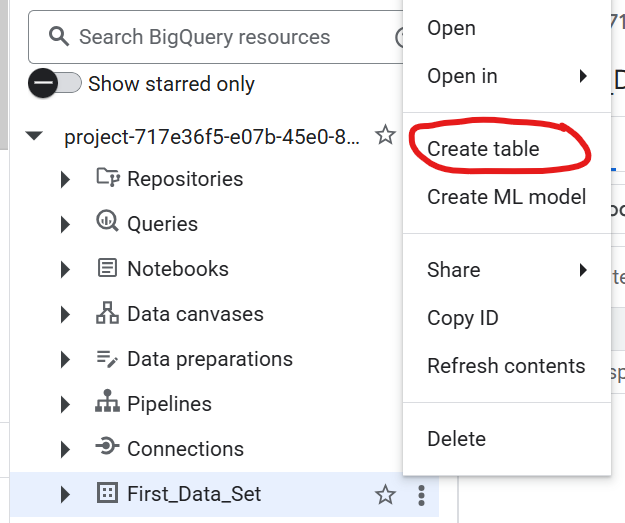 Search BigQuery resources
Show starred only
project-717e36f5-e07b-45e0-8...
Repositories
Queries
Notebooks
Data canvases
Data preparations
Pipelines
Connections
First_Data_Set
Open
Open in
Create table
Create ML model
Share
Copy ID
Refresh contents
Delete